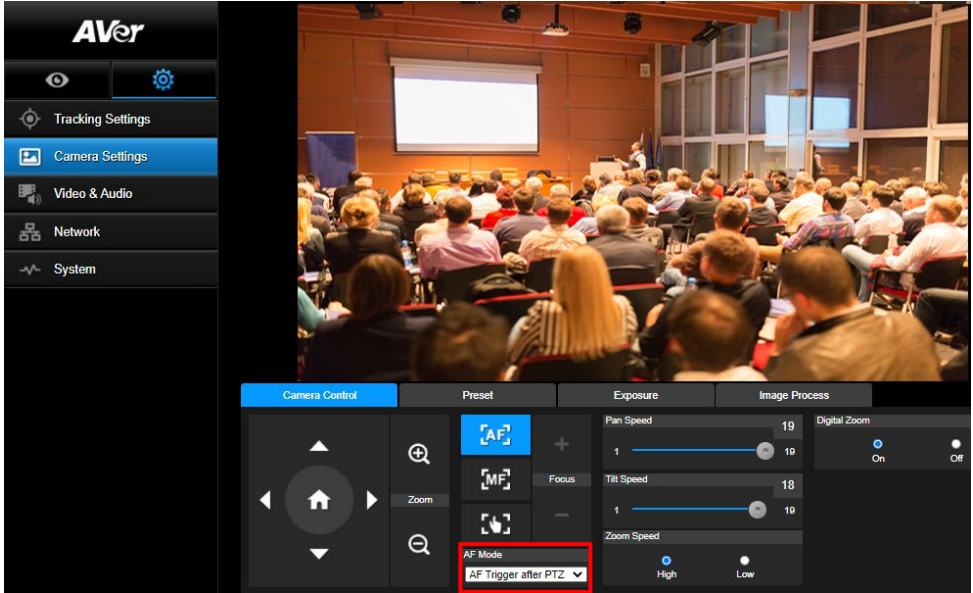 AVer
Tracking Settings
Camera Settings
Video & Audio
Network
System
Camera Control
Preset
Exposure
Image Process
Zoom
AF
MF
Focus
AF Mode
AF Trigger after PTZ
Pan Speed
19
1
19
Tilt Speed
18
1
19
Zoom Speed
High
Low
Digital Zoom
On
Off